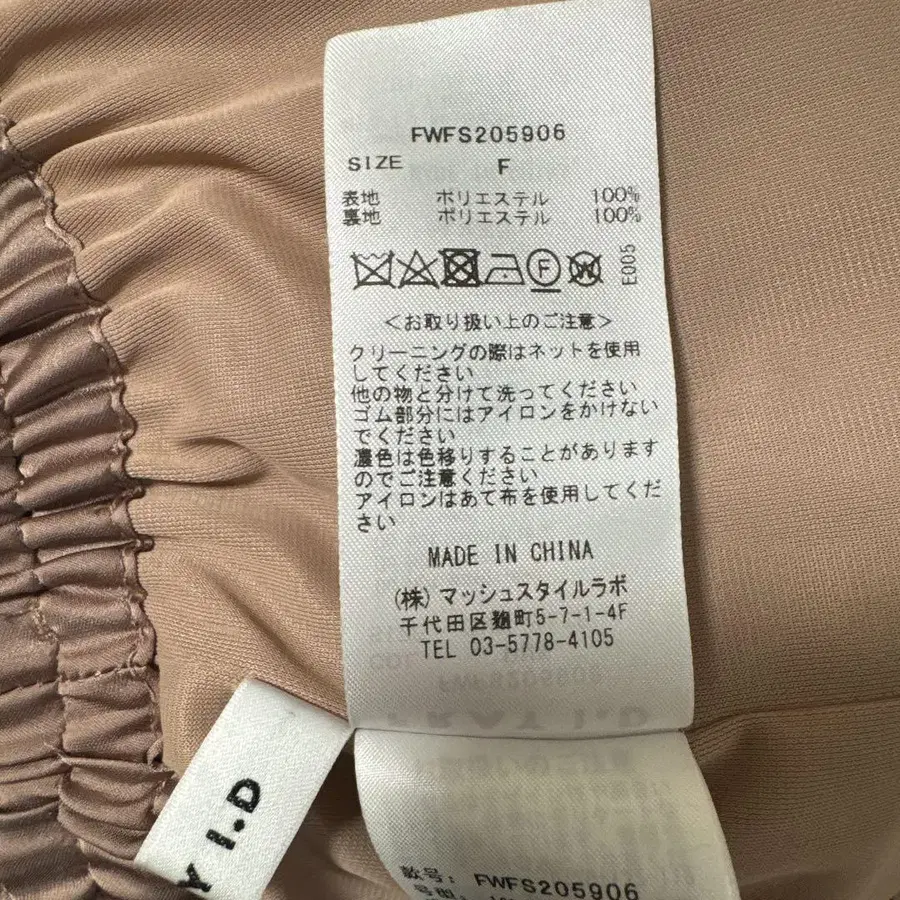 FWFS205906
SIZE F
表地 ポリエステル 100%
裏地 ポリエステル 100%
F W E005
<お取り扱い上のご注意>
クリーニングの際はネットを使用
してください
他の物と分けて洗ってください
ゴム部分にはアイロンをかけない
でください
濃色は色移りすることがあります
のでご注意ください
アイロンはあて布を使用してくだ
さい
MADE IN CHINA
(株)マッシュスタイルラボ
千代田区麹町5-7-1-4F
TEL 03-5778-4105
Y I.D
款号: FWFS205906
号型: